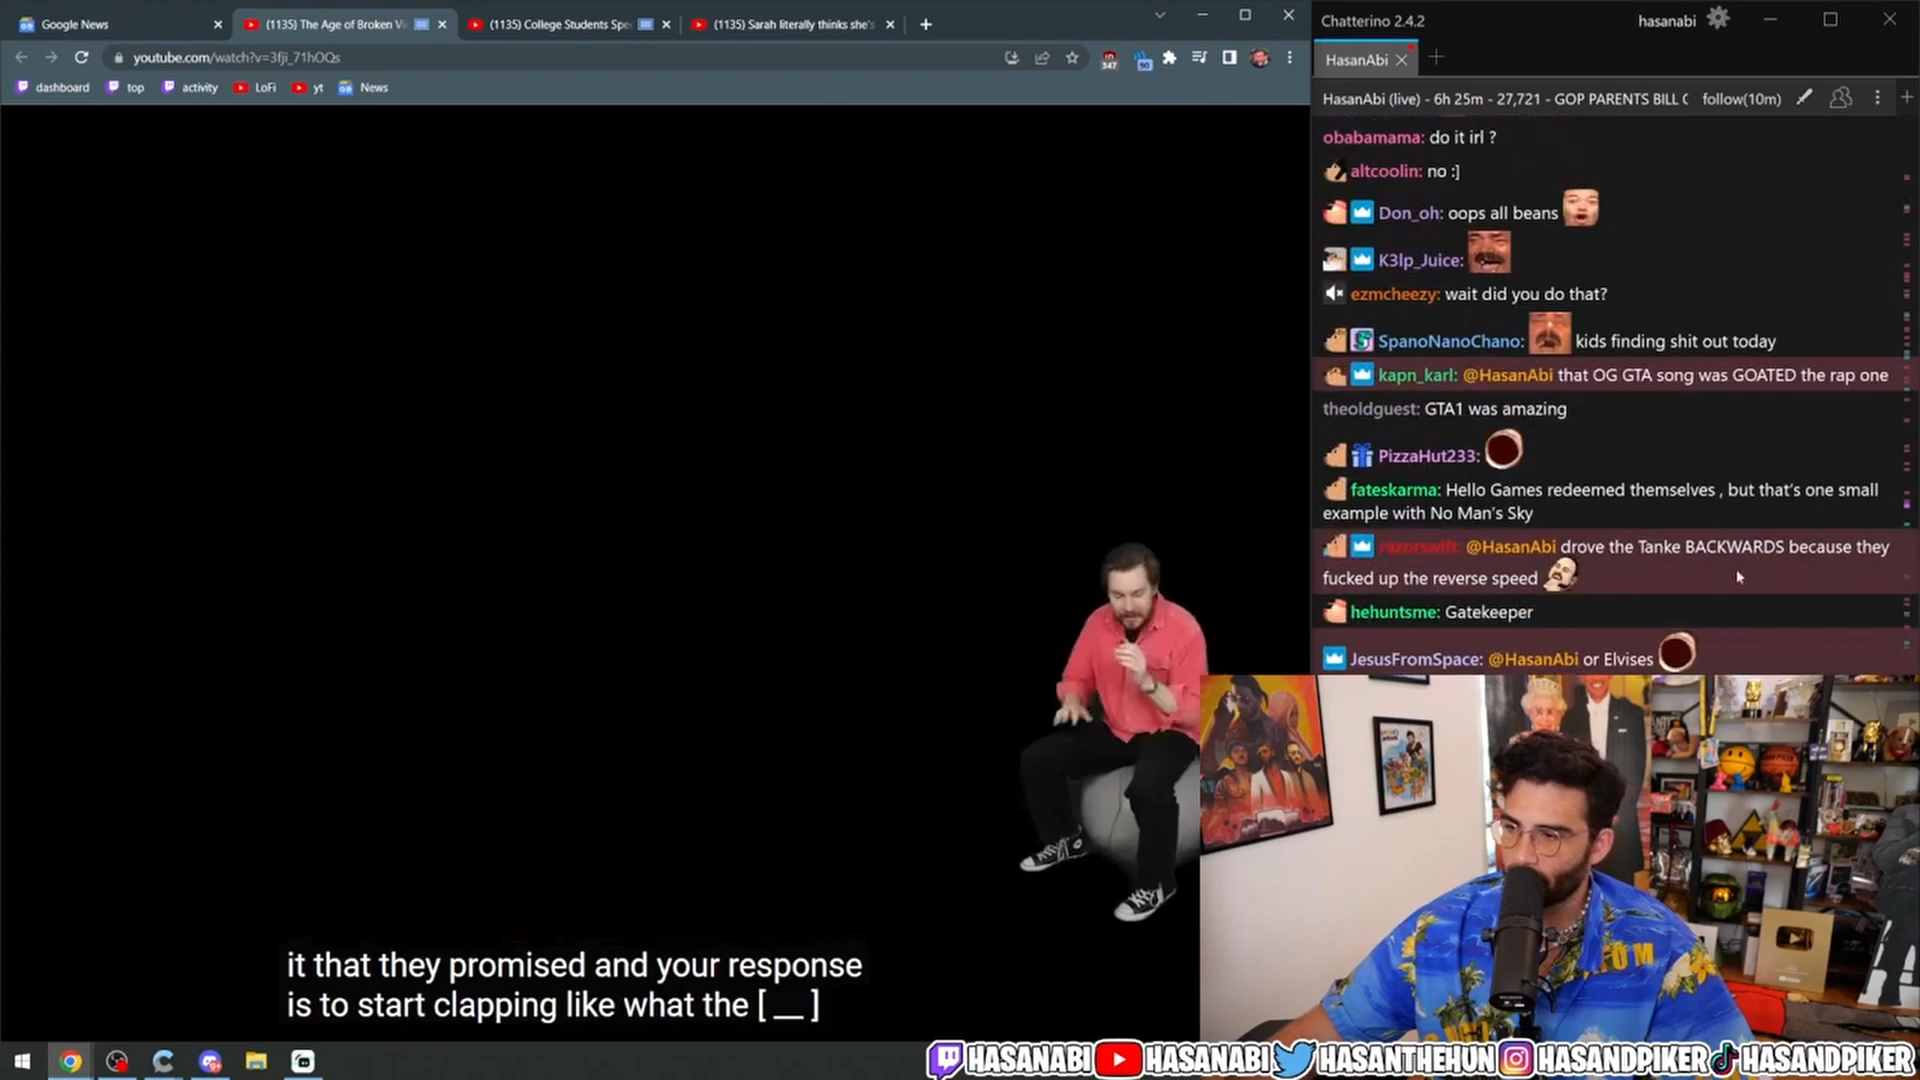 Google News
(1135) The Age of Broken Vi
(1135) College Students Spe
(1135) Sarah literally thinks she's
youtube.com/watch?v=3fji_71hOQs
347
dashboard
top
activity
LoFi
yt
News
Chatterino 2.4.2
hasanabi
HasanAbi
HasanAbi (live) - 6h 25m - 27,721 - GOP PARENTS BILL
follow(10m)
obabamama: do it irl ?
altcoolin: no :]
Don_oh: oops all beans
K3lp_Juice:
ezmcheezy: wait did you do that?
SpanoNanoChano: kids finding shit out today
kapn_karl: @HasanAbi that OG GTA song was GOATED the rap one
theoldguest: GTA1 was amazing
PizzaHut233:
fateskarma: Hello Games redeemed themselves , but that's one small
example with No Man's Sky
razorswift: @HasanAbi drove the Tanke BACKWARDS because they
fucked up the reverse speed
hehuntsme: Gatekeeper
JesusFromSpace: @HasanAbi or Elvises
it that they promised and your response
is to start clapping like what the [ __ ]
HASANABI
HASANABI
HASANTHEHUN
HASANDPIKER
HASANDPIKER